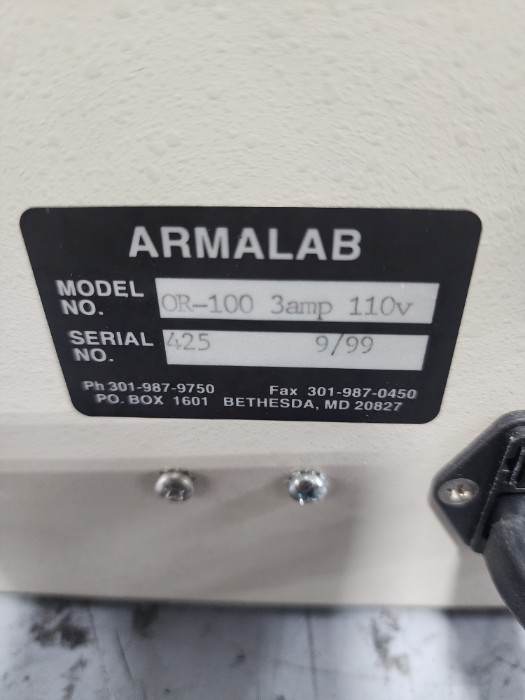 ARMALAB
MODEL NO. OR-100 3amp 110v
SERIAL NO. 425 9/99
Ph 301-987-9750 Fax 301-987-0450
PO. BOX 1601 BETHESDA, MD 20827